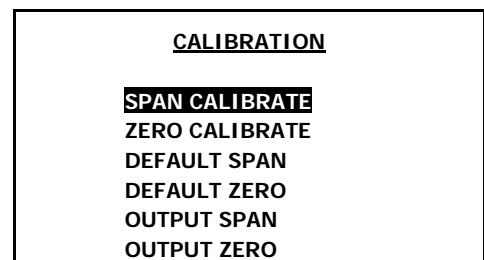 CALIBRATION
SPAN CALIBRATE
ZERO CALIBRATE
DEFAULT SPAN
DEFAULT ZERO
OUTPUT SPAN
OUTPUT ZERO